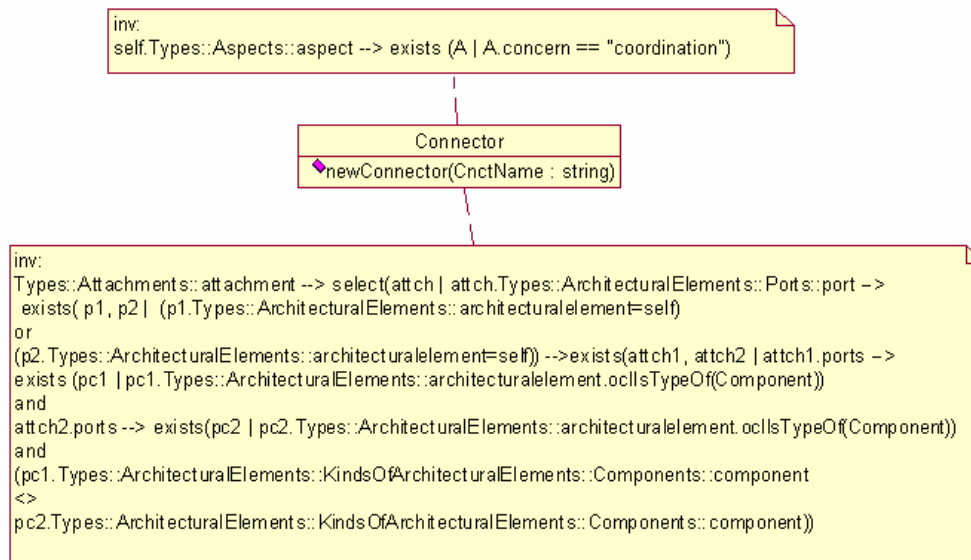 inv:
self.Types::Aspects::aspect --> exists (A | A.concern == "coordination")
Connector
newConnector(CnctName : string)
inv:
Types::Attachments::attachment --> select(attch | attch.Types::ArchitecturalElements::Ports::port ->
exists( p1, p2 | (p1.Types::ArchitecturalElements::architecturalelement=self)
or
(p2.Types::ArchitecturalElements::architecturalelement=self)) -->exists(attch1, attch2 | attch1.ports ->
exists (pc1 | pc1.Types::ArchitecturalElements::architecturalelement.oclIsTypeOf(Component))
and
attch2.ports --> exists(pc2 | pc2.Types::ArchitecturalElements::architecturalelement.oclIsTypeOf(Component))
and
(pc1.Types::ArchitecturalElements::KindsOfArchitecturalElements::Components::component
<>
pc2.Types::ArchitecturalElements::KindsOfArchitecturalElements::Components::component))